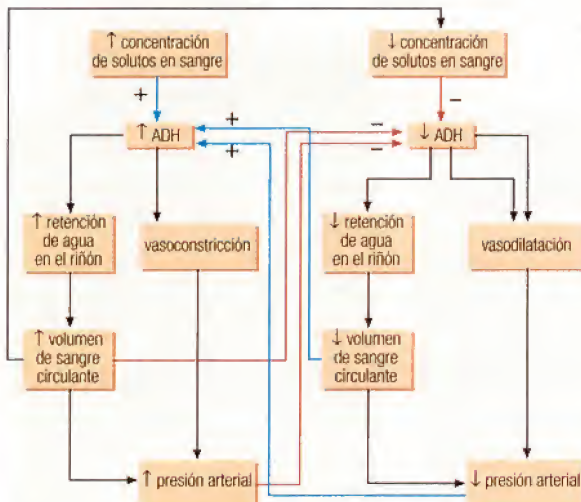 ↑ concentración
de solutos en sangre
↓ concentración
de solutos en sangre
+
−
+
−
↑ ADH
+
−
↓ ADH
↑ retención
de agua
en el riñón
vasoconstricción
↓ retención
de agua
en el riñón
vasodilatación
↑ volumen
de sangre
circulante
↓ volumen
de sangre
circulante
↑ presión arterial
↓ presión arterial